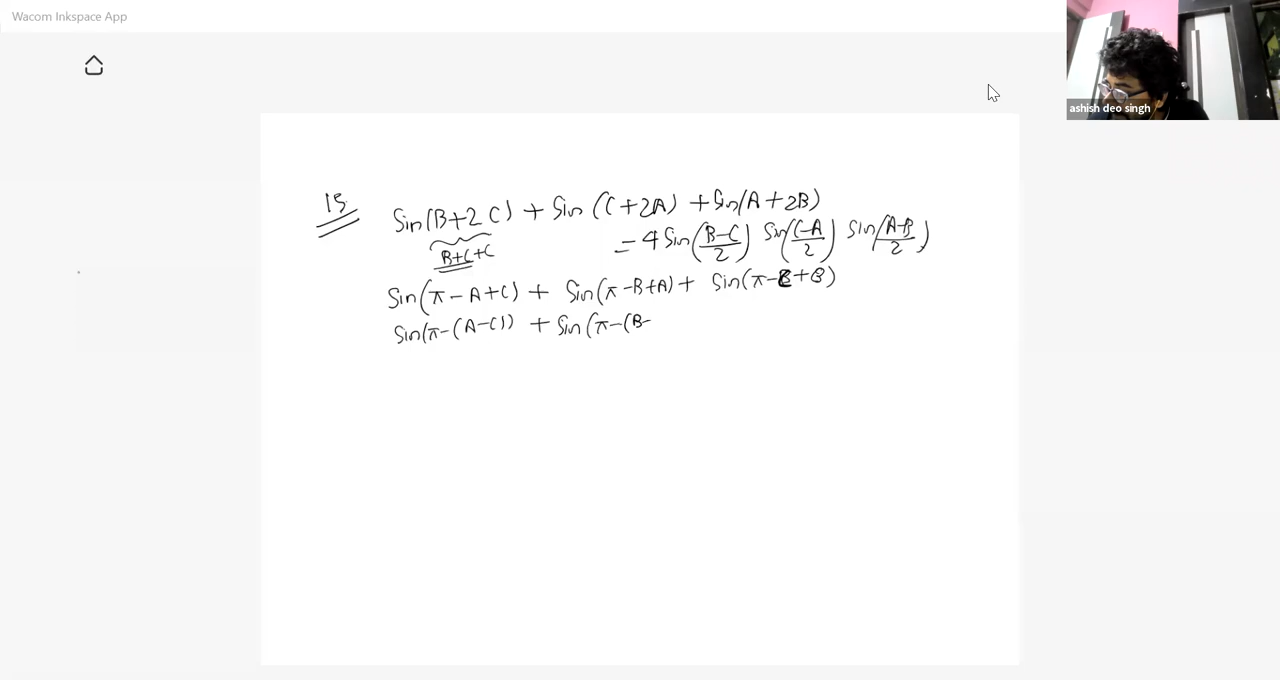 Wacom Inkspace App
ashish deo singh
15
Sin(B+2C) + Sin (C+2A) + Sin(A+2B)
= 4 Sin(B-C/2) Sin(C-A/2) Sin(A-B/2)
B+C+C
Sin(π-A+C) + Sin(π-B+A) + Sin(π-C+B)
Sin(π-(A-C)) + Sin(π-(B-